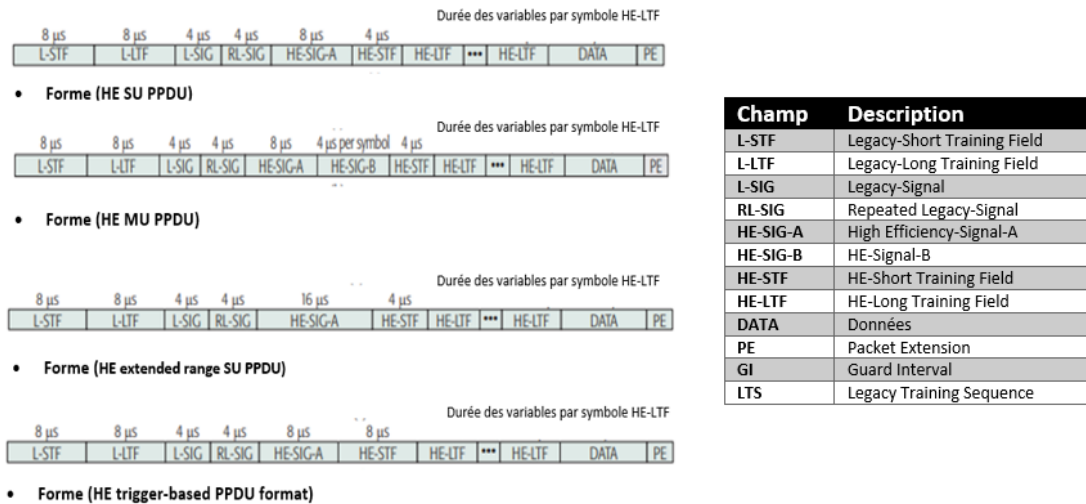 Durée des variables par symbole HE-LTF
8 µs 8 µs 4 µs 4 µs 8 µs 4 µs
L-STF L-LTF L-SIG RL-SIG HE-SIG-A HE-STF HE-LTF ••• HE-LTF DATA PE
• Forme (HE SU PPDU)
Durée des variables par symbole HE-LTF
8 µs 8 µs 4 µs 4 µs 8 µs 4 µs per symbol 4 µs
L-STF L-LTF L-SIG RL-SIG HE-SIG-A HE-SIG-B HE-STF HE-LTF ••• HE-LTF DATA PE
• Forme (HE MU PPDU)
Durée des variables par symbole HE-LTF
8 µs 8 µs 4 µs 4 µs 16 µs 4 µs
L-STF L-LTF L-SIG RL-SIG HE-SIG-A HE-STF HE-LTF ••• HE-LTF DATA PE
• Forme (HE extended range SU PPDU)
Durée des variables par symbole HE-LTF
8 µs 8 µs 4 µs 4 µs 8 µs 8 µs
L-STF L-LTF L-SIG RL-SIG HE-SIG-A HE-STF HE-LTF ••• HE-LTF DATA PE
• Forme (HE trigger-based PPDU format)
Champ Description
L-STF Legacy-Short Training Field
L-LTF Legacy-Long Training Field
L-SIG Legacy-Signal
RL-SIG Repeated Legacy-Signal
HE-SIG-A High Efficiency-Signal-A
HE-SIG-B HE-Signal-B
HE-STF HE-Short Training Field
HE-LTF HE-Long Training Field
DATA Données
PE Packet Extension
GI Guard Interval
LTS Legacy Training Sequence